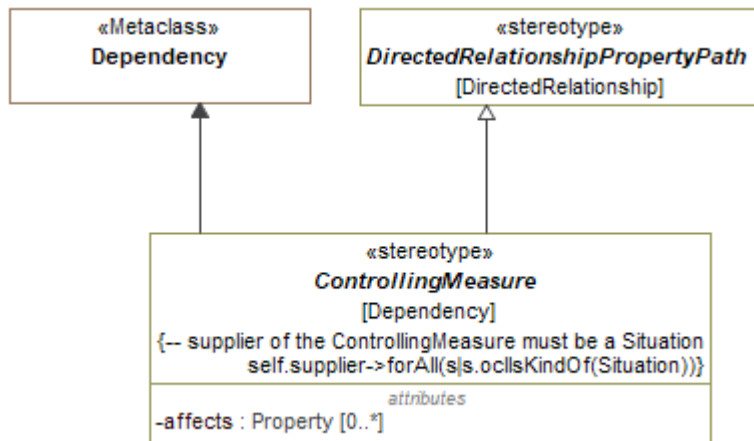 «Metaclass»
Dependency
«stereotype»
DirectedRelationshipPropertyPath
[DirectedRelationship]
«stereotype»
ControllingMeasure
[Dependency]
{-- supplier of the ControllingMeasure must be a Situation
self.supplier->forAll(s|s.oclIsKindOf(Situation))}
attributes
-affects : Property [0..*]